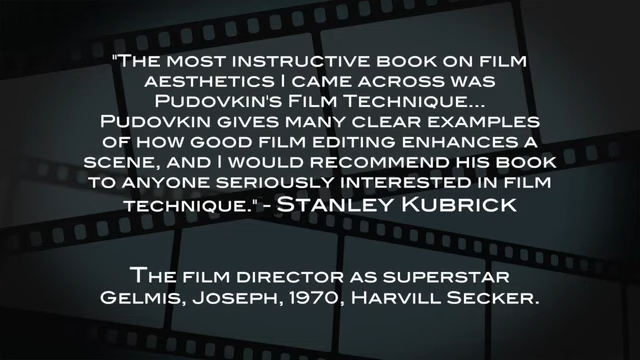 "The most instructive book on film
aesthetics I came across was
Pudovkin's Film Technique...
Pudovkin gives many clear examples
of how good film editing enhances a
scene, and I would recommend his book
to anyone seriously interested in film
technique." - Stanley Kubrick
The film director as superstar
Gelmis, Joseph, 1970, Harvill Secker.